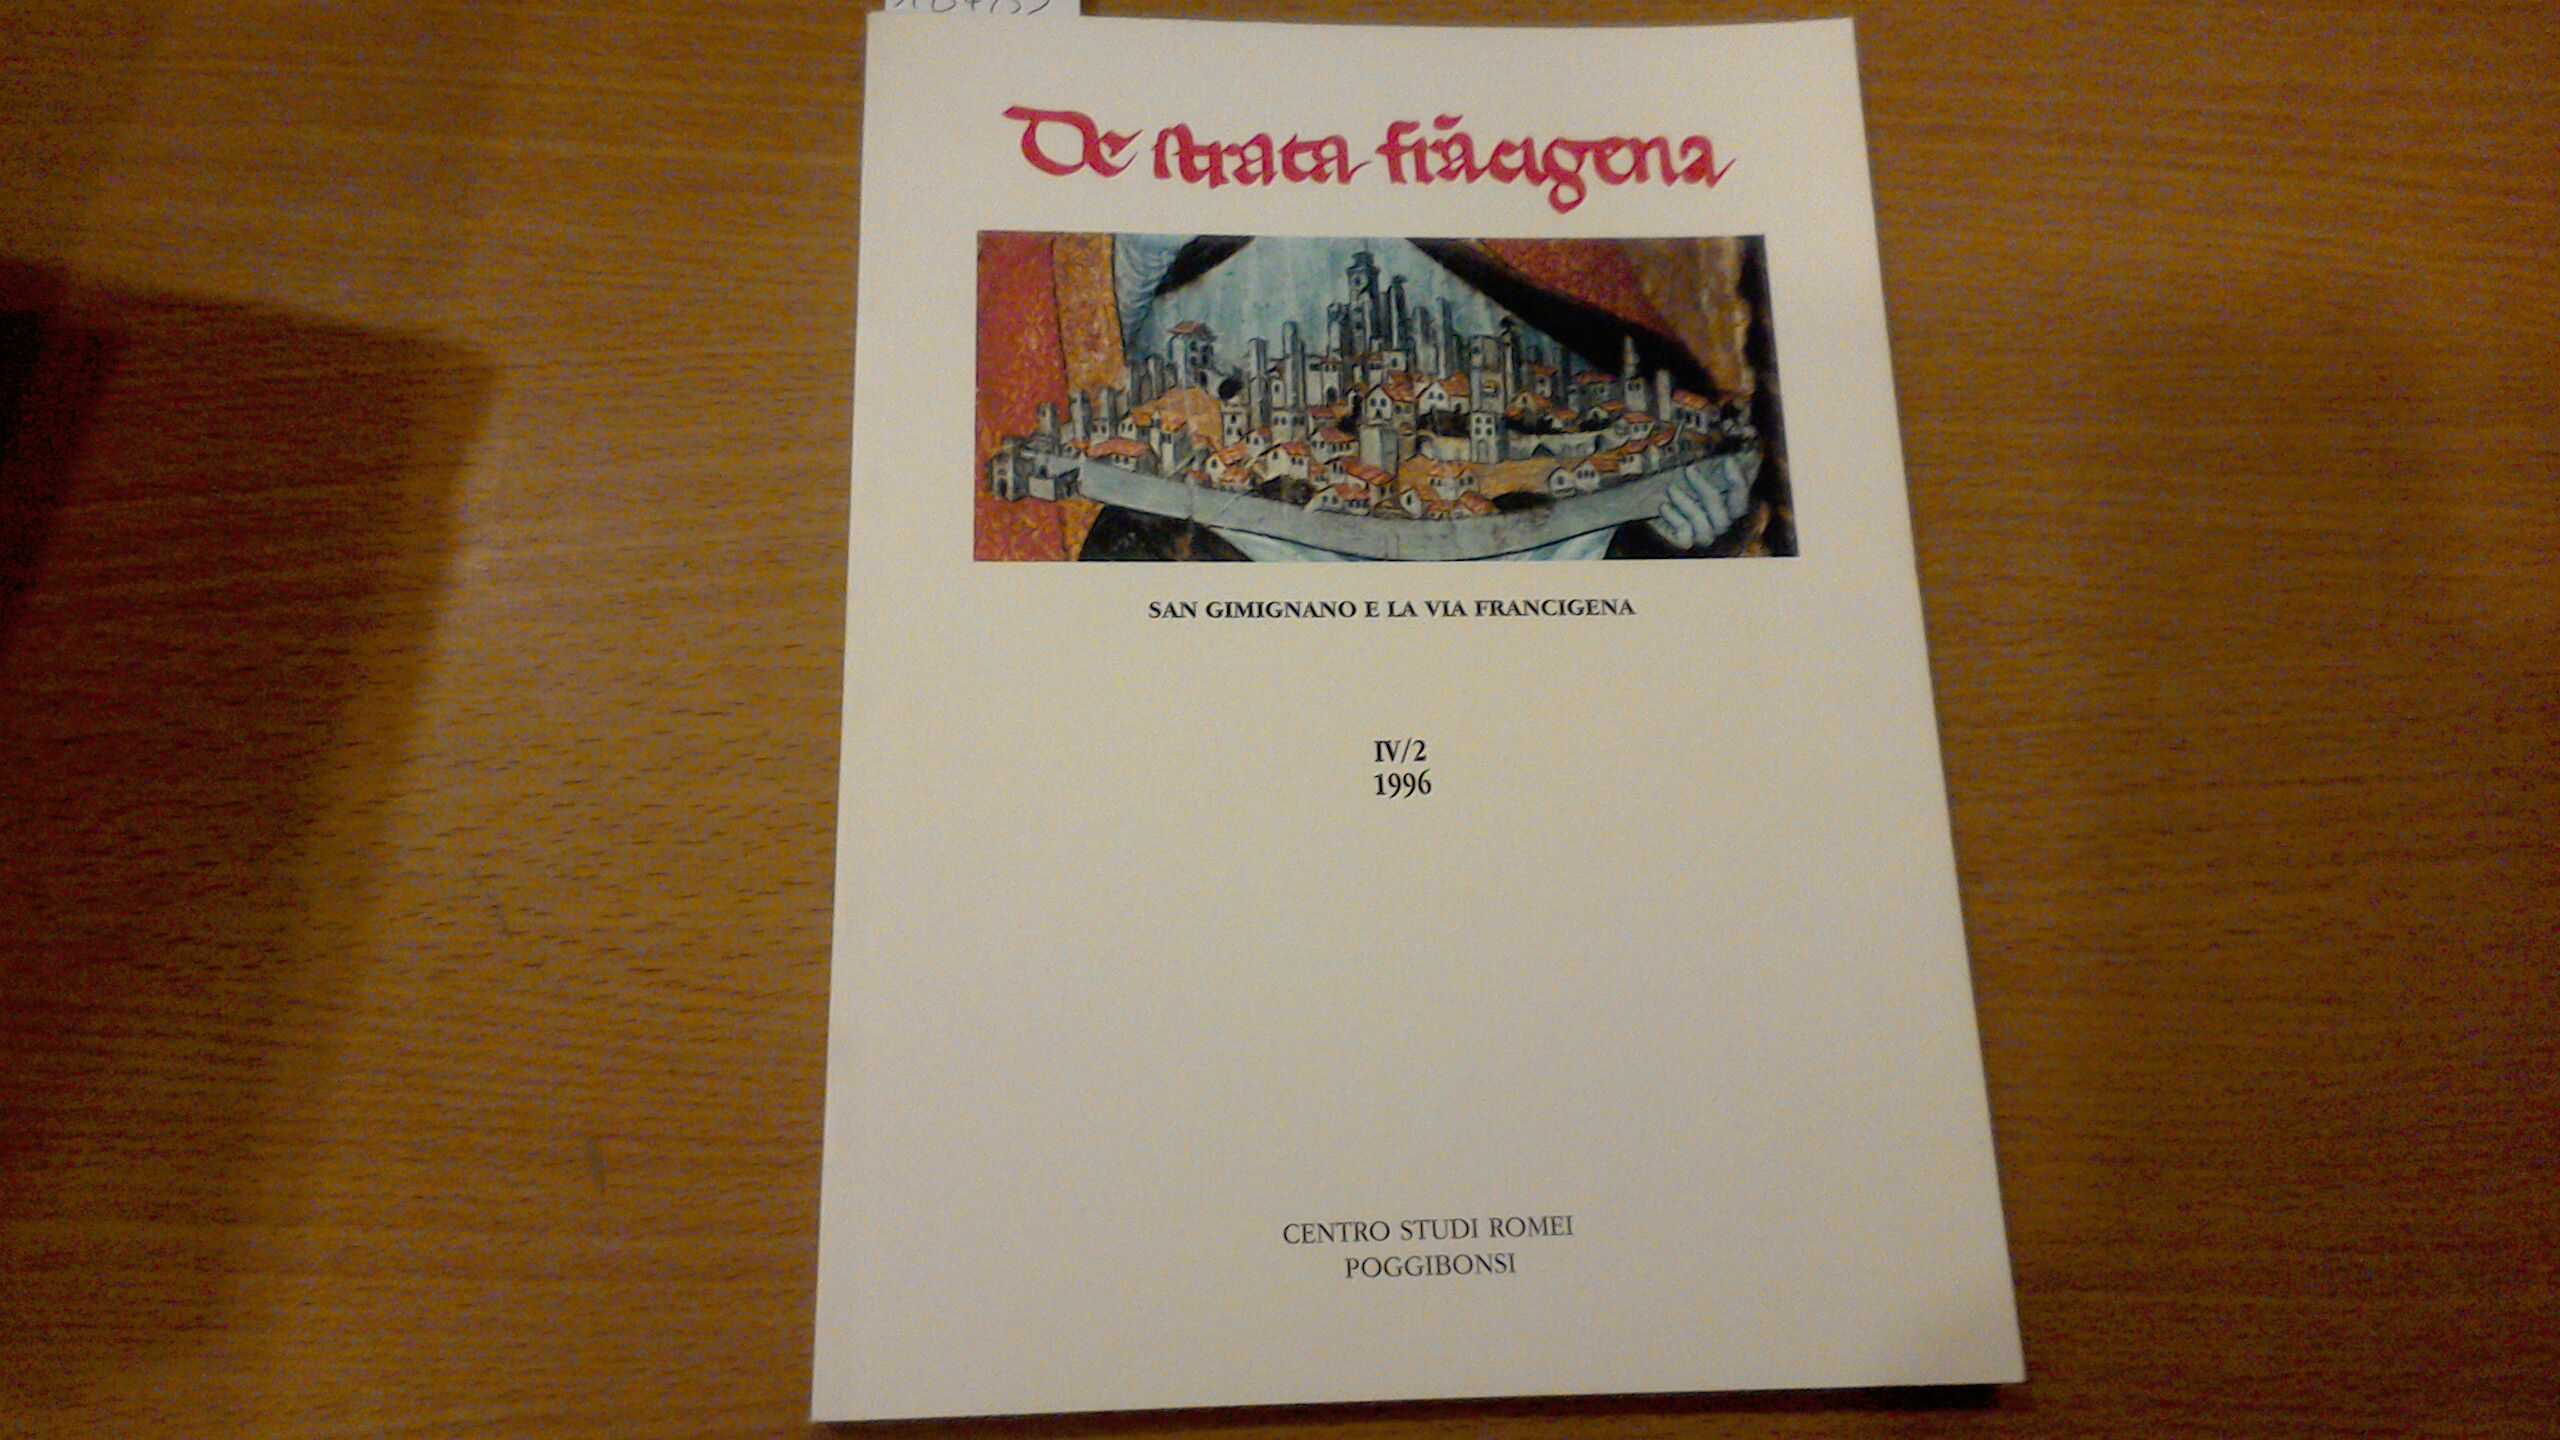 De strata frãcigena
SAN GIMIGNANO E LA VIA FRANCIGENA
IV/2
1996
CENTRO STUDI ROMEI
POGGIBONSI